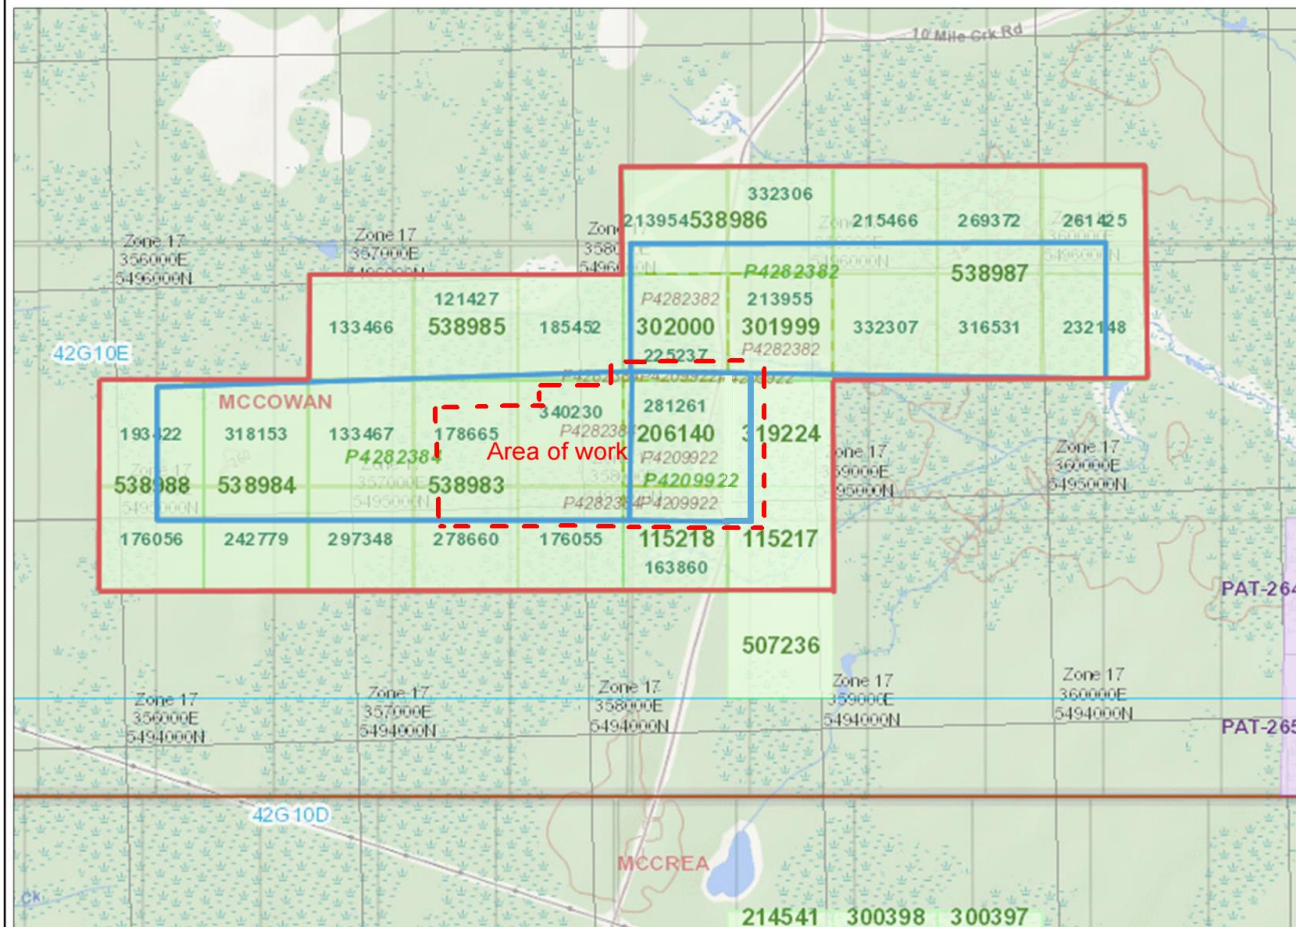 10 Mile Crk Rd
332306
213954
538986
215466
269372
261425
Zone 17
356000E
5496000N
Zone 17
357000E
P4282382
538987
121427
133466
538985
185452
P4282382
213955
302000
301999
332307
316531
232148
225237
P4282382
42G10E
MCCOWAN
340230
281261
193422
318153
133467
178665
P4282384
206140
319224
P4282384
Area of work
P4209922
538988
538984
538983
P4209922
P4209922
Zone 17
360000E
5495000N
176056
242779
297348
278660
176055
115218
115217
163860
PAT-264
507236
Zone 17
356000E
5494000N
Zone 17
357000E
5494000N
Zone 17
358000E
5494000N
Zone 17
359000E
5494000N
Zone 17
360000E
5494000N
PAT-265
42G10D
MCCREA
Ck
214541
300398
300397